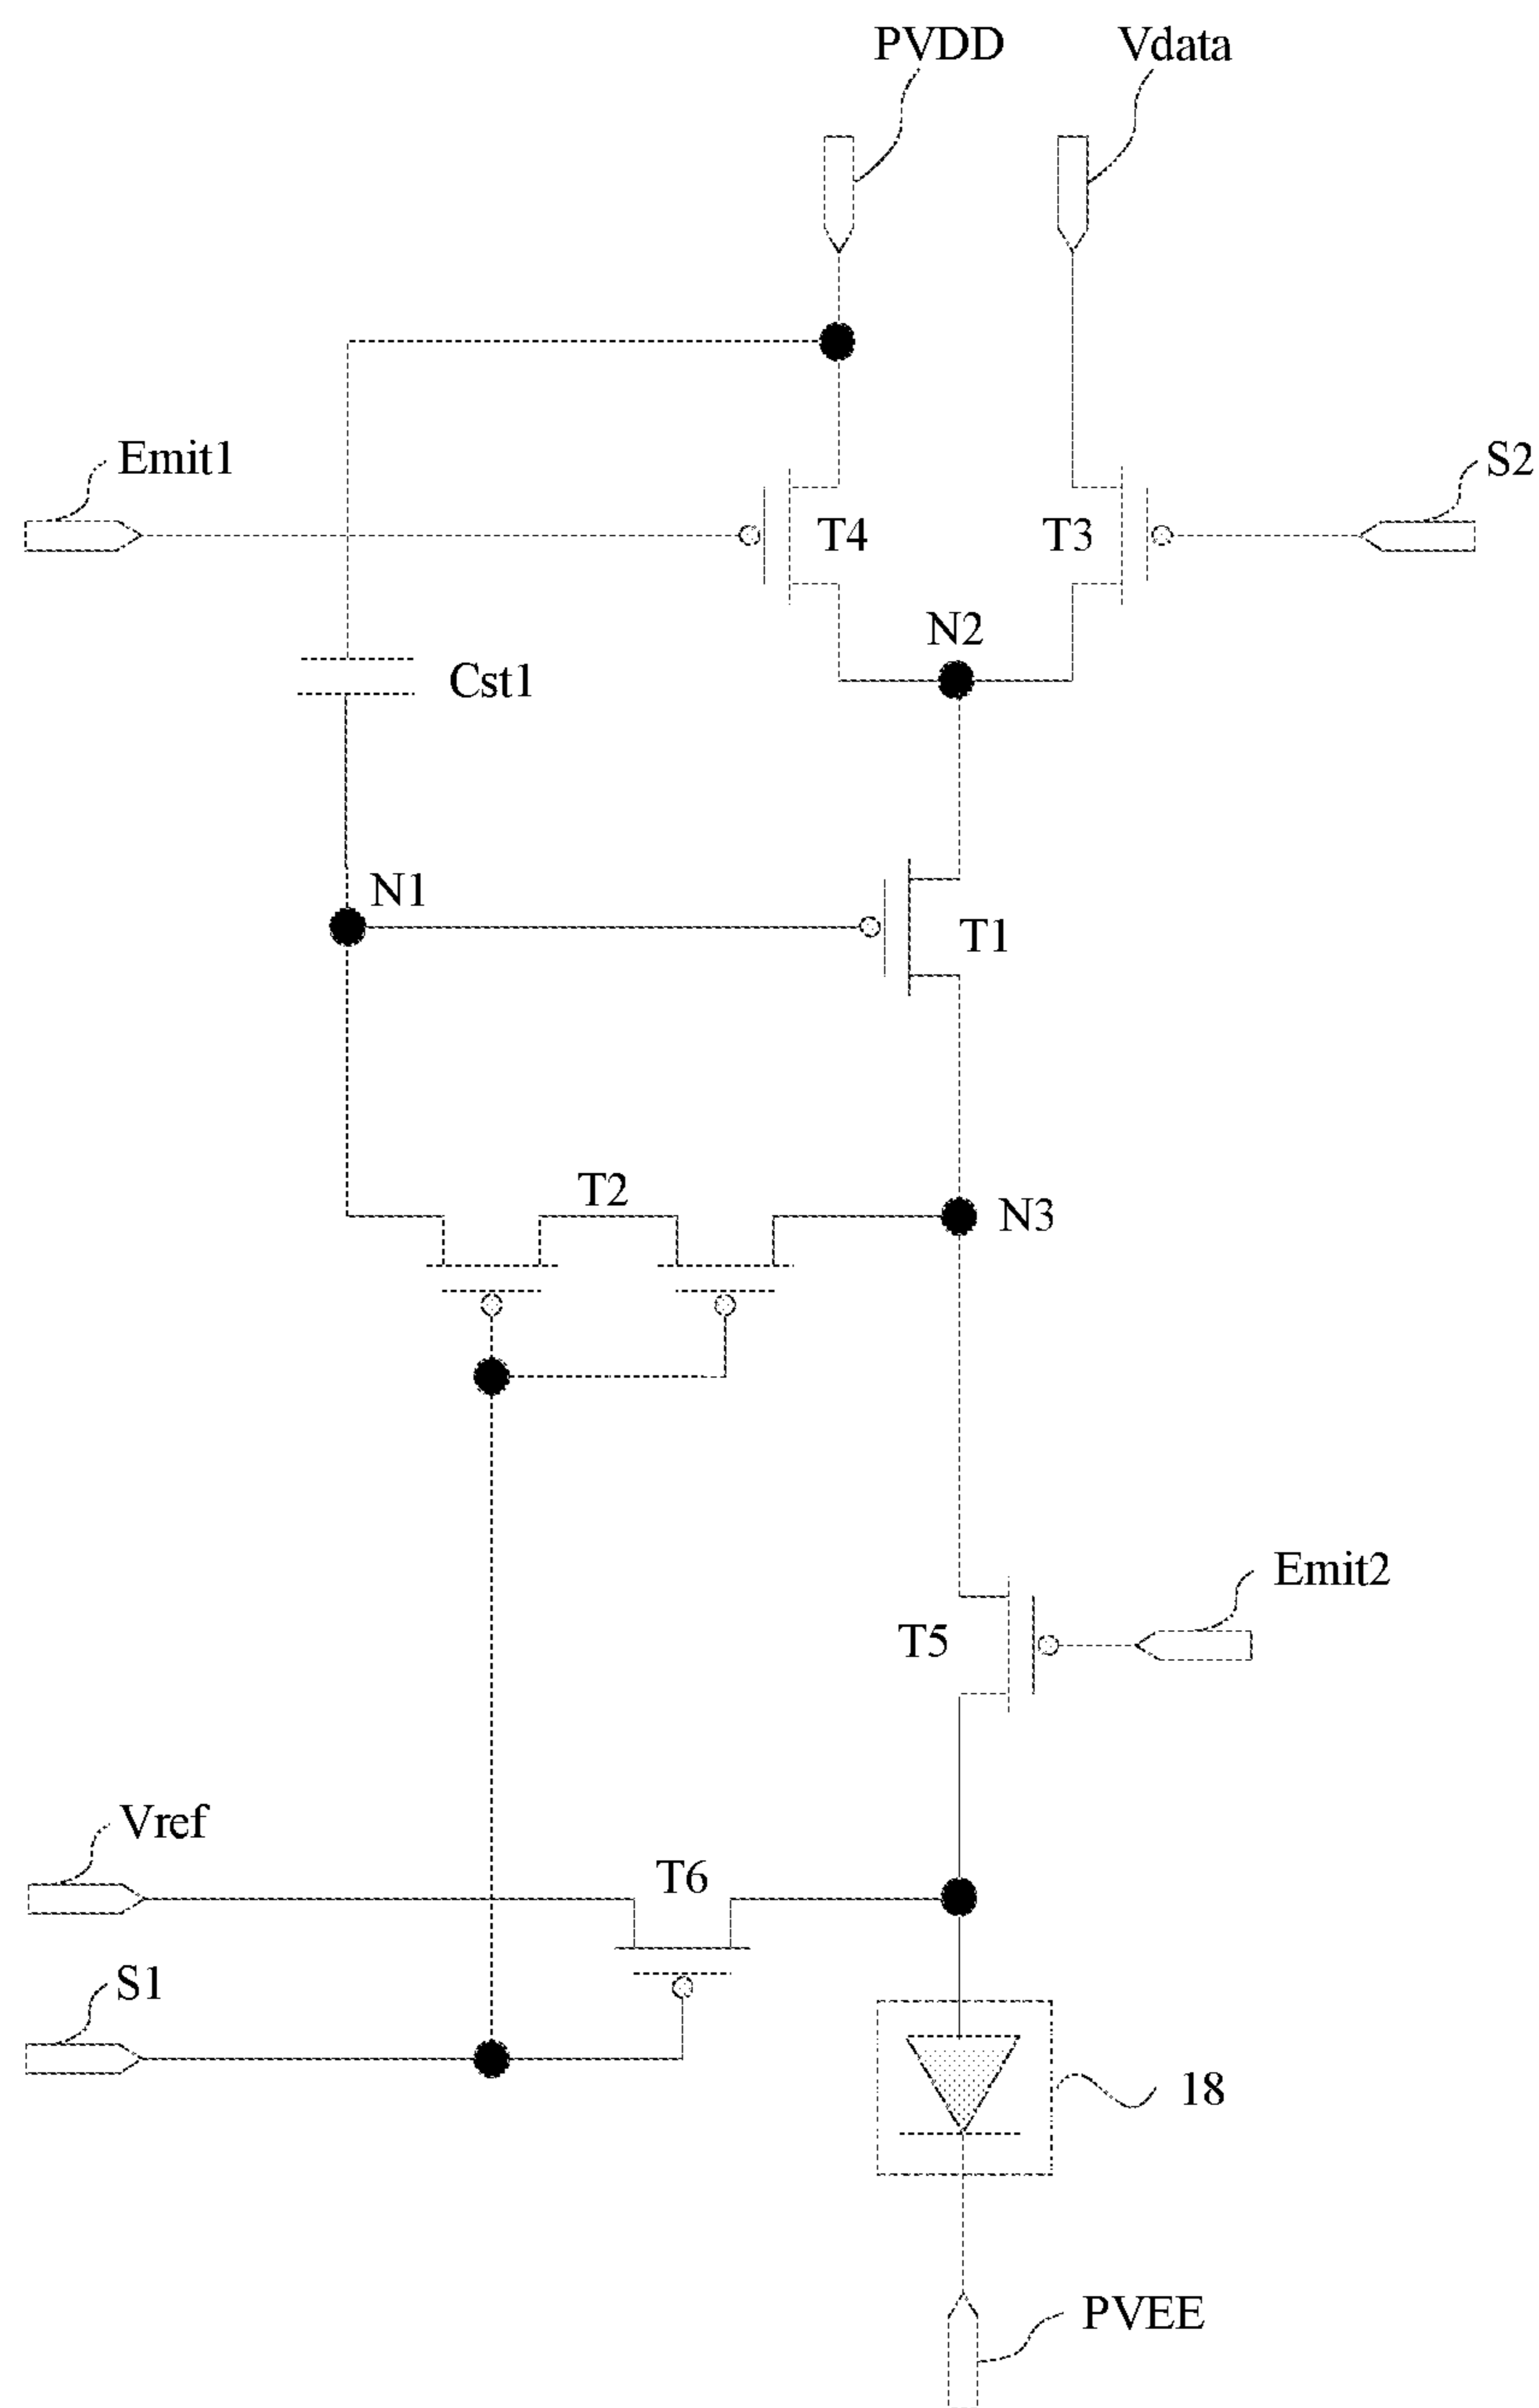 PVDD
Vdata
Emit1
S2
T4
T3
N2
Cst1
N1
T1
T2
N3
Emit2
T5
Vref
T6
S1
18
PVEE